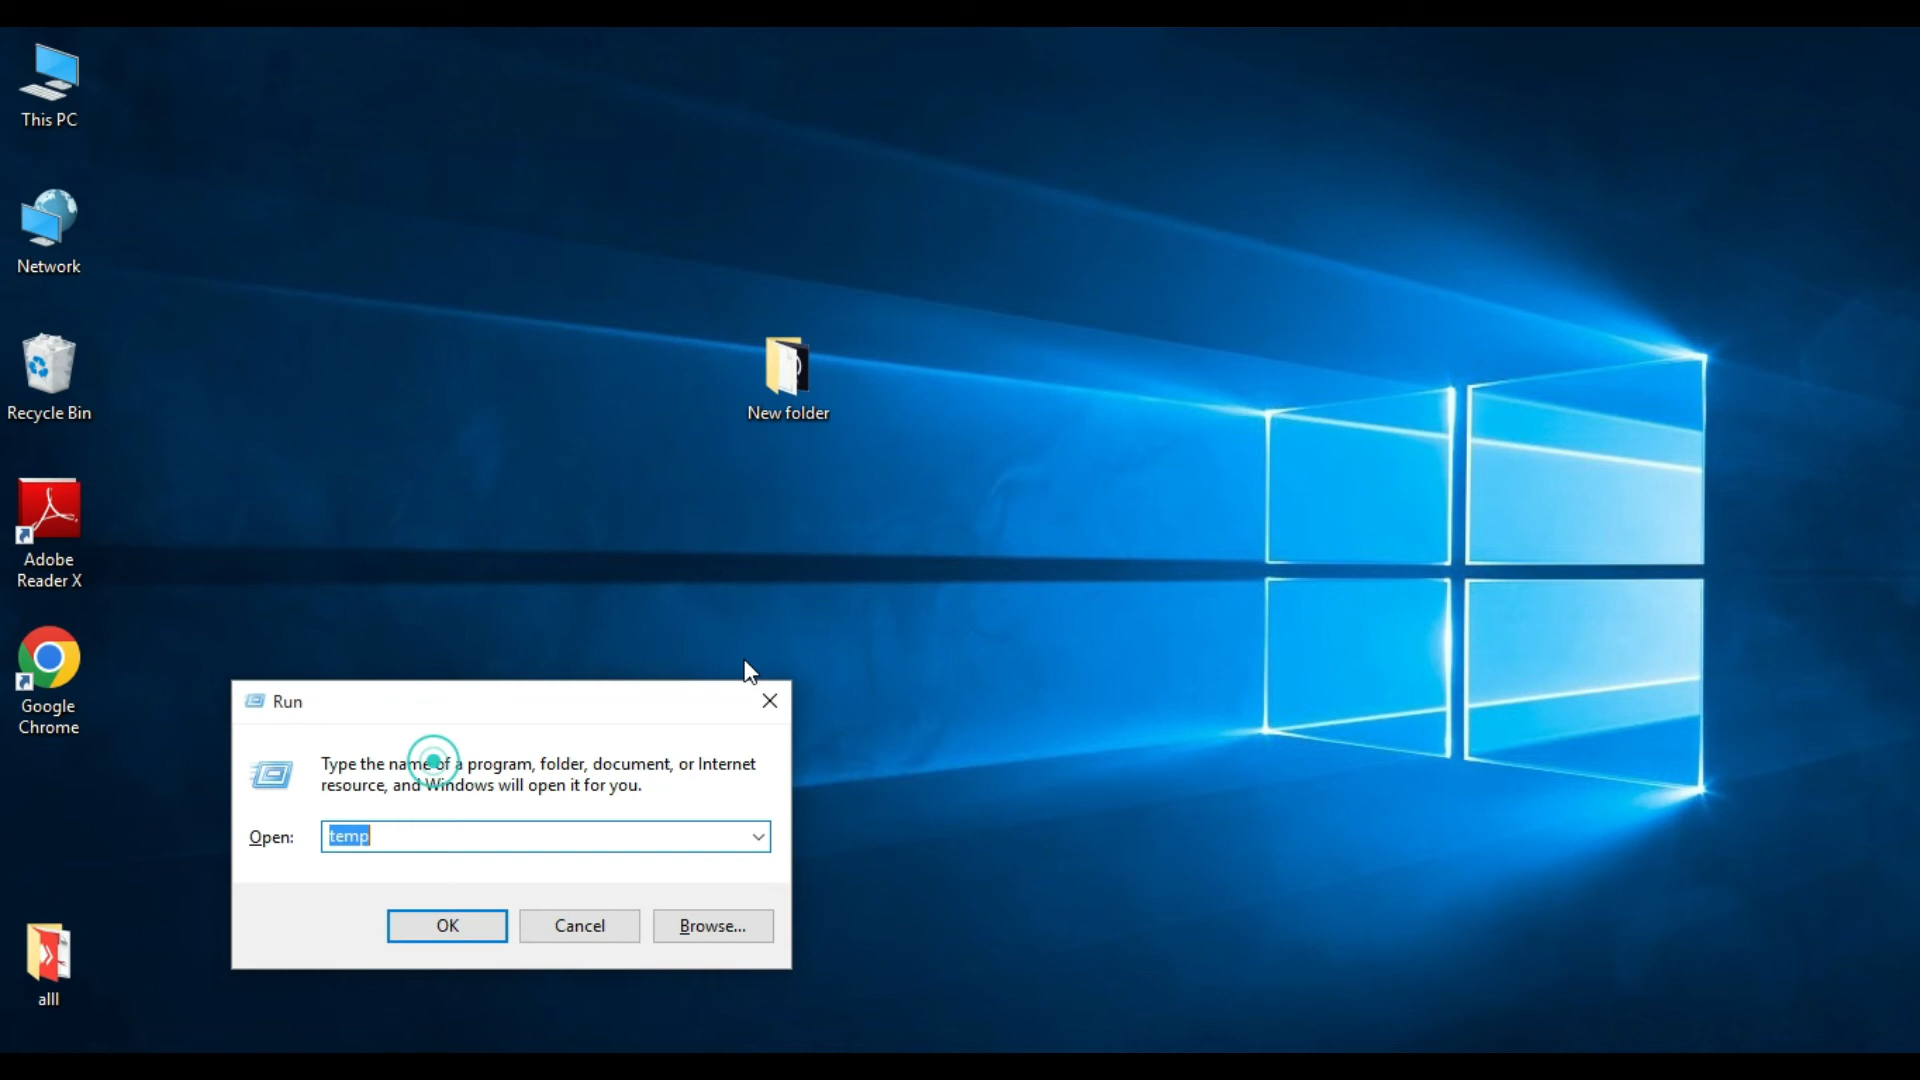 This PC
Network
Recycle Bin
Adobe
Reader X
Google
Chrome
alll
New folder
Run
Type the name of a program, folder, document, or Internet
resource, and Windows will open it for you.
Open:
temp
OK
Cancel
Browse...